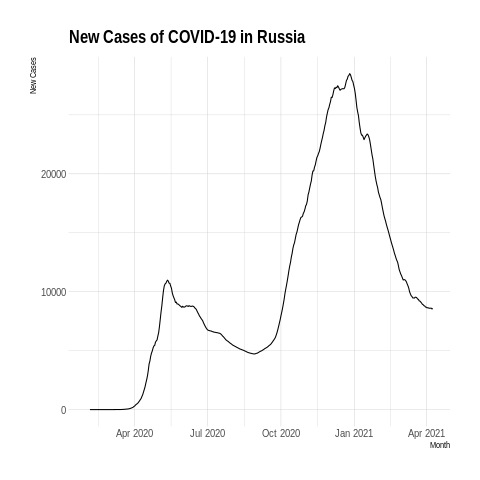 New Cases of COVID-19 in Russia
New Cases
20000
10000
0
Apr 2020
Jul 2020
Oct 2020
Jan 2021
Apr 2021
Month